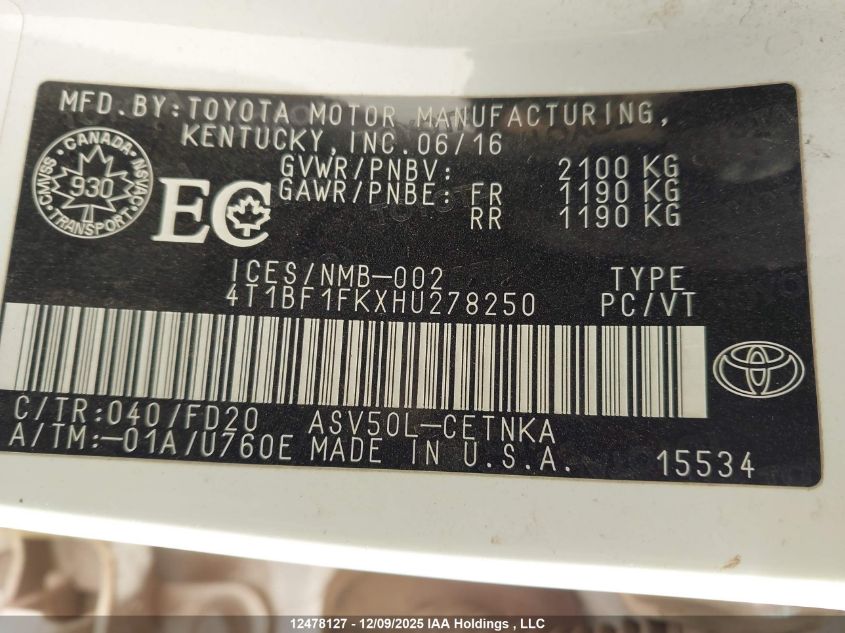 MFD.BY:TOYOTA MOTOR MANUFACTURING,
KENTUCKY, INC.06/16
GVWR/PNBV: 2100 KG
GAWR/PNBE: FR 1190 KG
RR 1190 KG
CANADA
CMVSS
930
NSVAC
TRANSPORT
EC
ICES/NMB-002
4T1BF1FKXHU278250
TYPE
PC/VT
C/TR:040/FD20 ASV50L-CETNKA
A/TM:-01A/U760E MADE IN U.S.A.
15534
12478127 - 12/09/2025 IAA Holdings , LLC